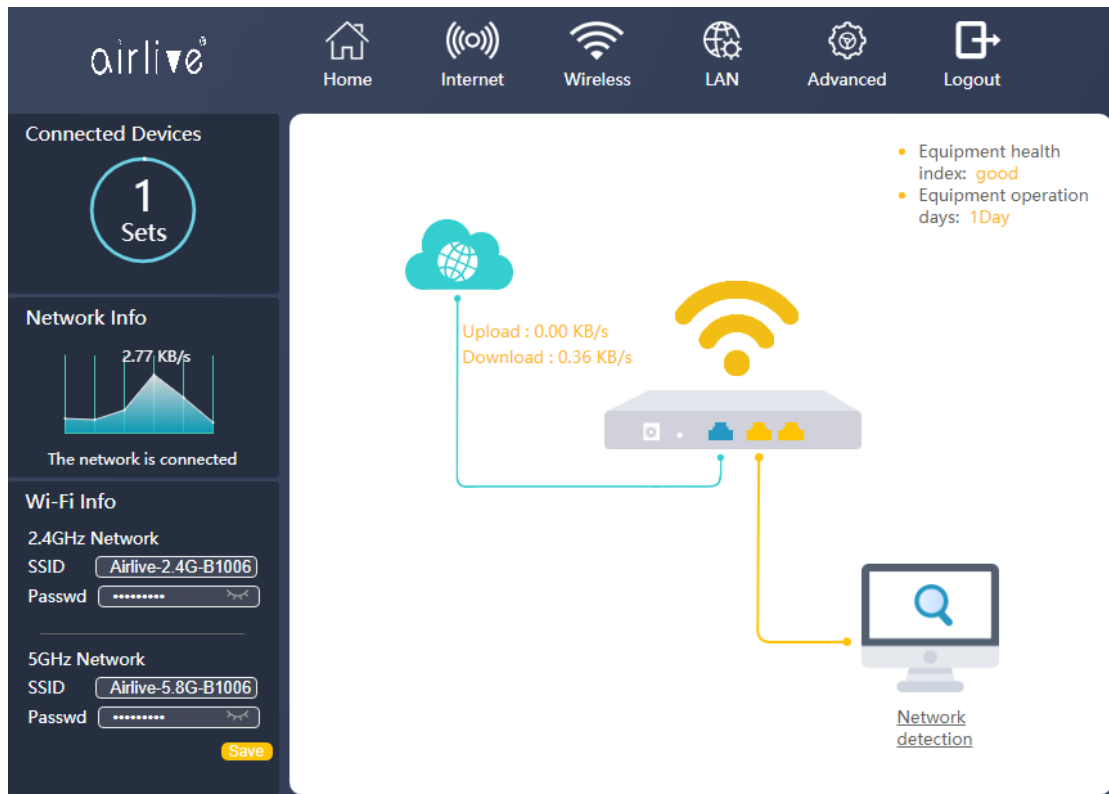 airlive
Home
Internet
Wireless
LAN
Advanced
Logout
Connected Devices
1
Sets
Network Info
2.77 KB/s
The network is connected
Wi-Fi Info
2.4GHz Network
SSID Airlive-2.4G-B1006
Passwd •••••••••
5GHz Network
SSID Airlive-5.8G-B1006
Passwd •••••••••
Save
• Equipment health
index: good
• Equipment operation
days: 1Day
Upload : 0.00 KB/s
Download : 0.36 KB/s
Network
detection